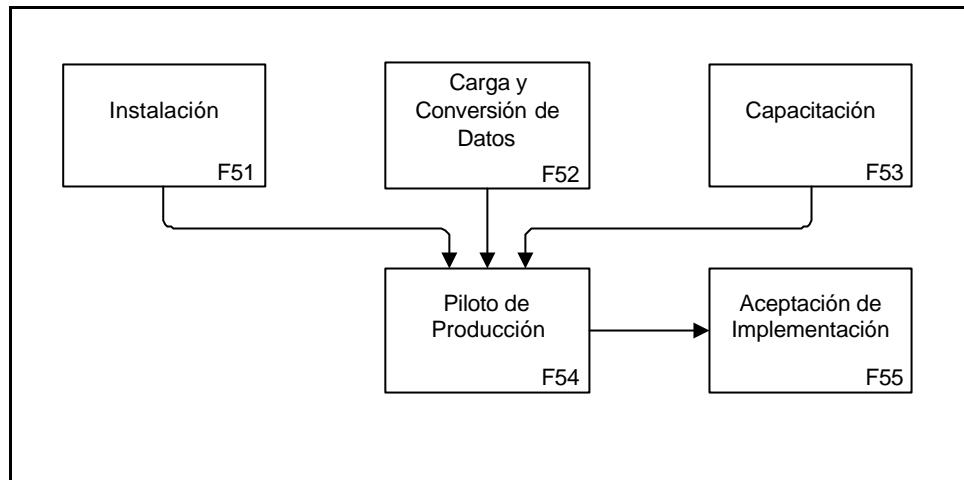 Instalación
F51
Carga y
Conversión de
Datos
F52
Capacitación
F53
Piloto de
Producción
F54
Aceptación de
Implementación
F55